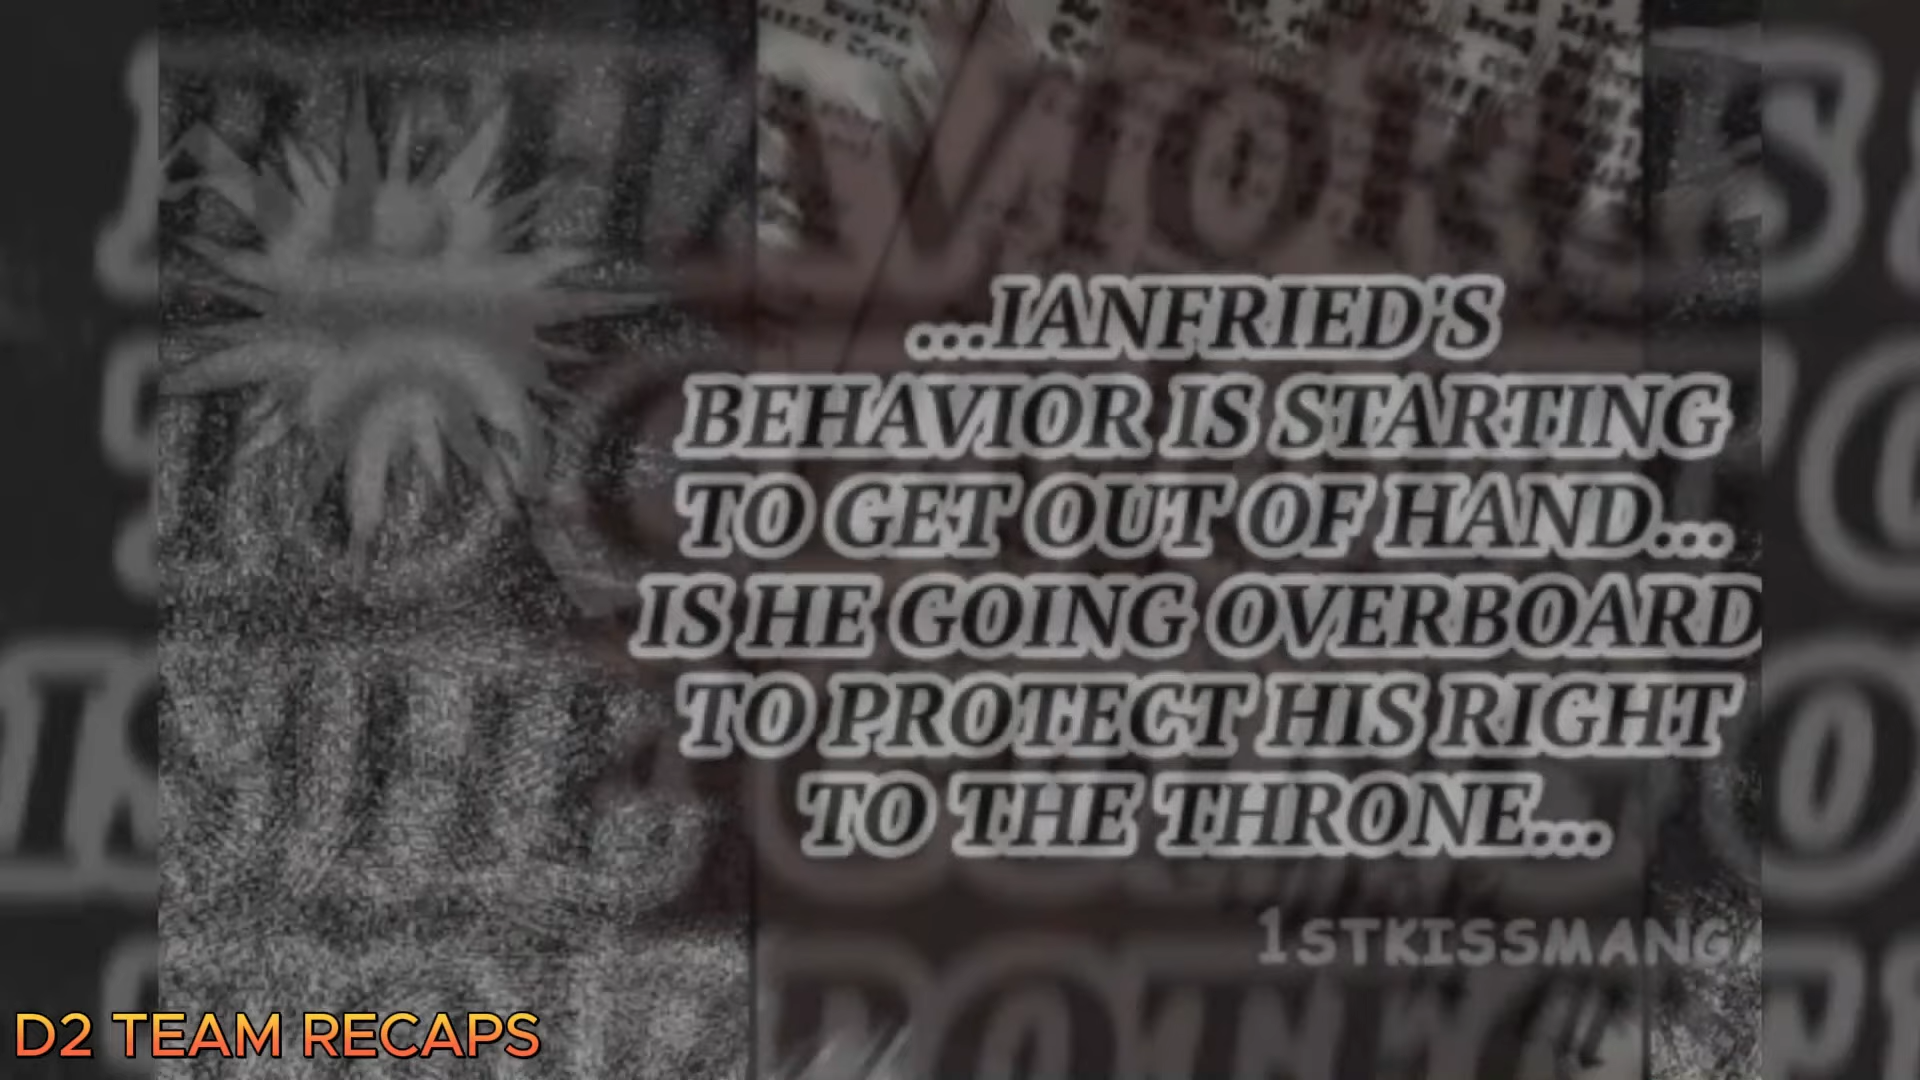 ...IANFRIED'S
BEHAVIOR IS STARTING
TO GET OUT OF HAND...
IS HE GOING OVERBOARD
TO PROTECT HIS RIGHT
TO THE THRONE...
1STKISSMANGA
D2 TEAM RECAPS